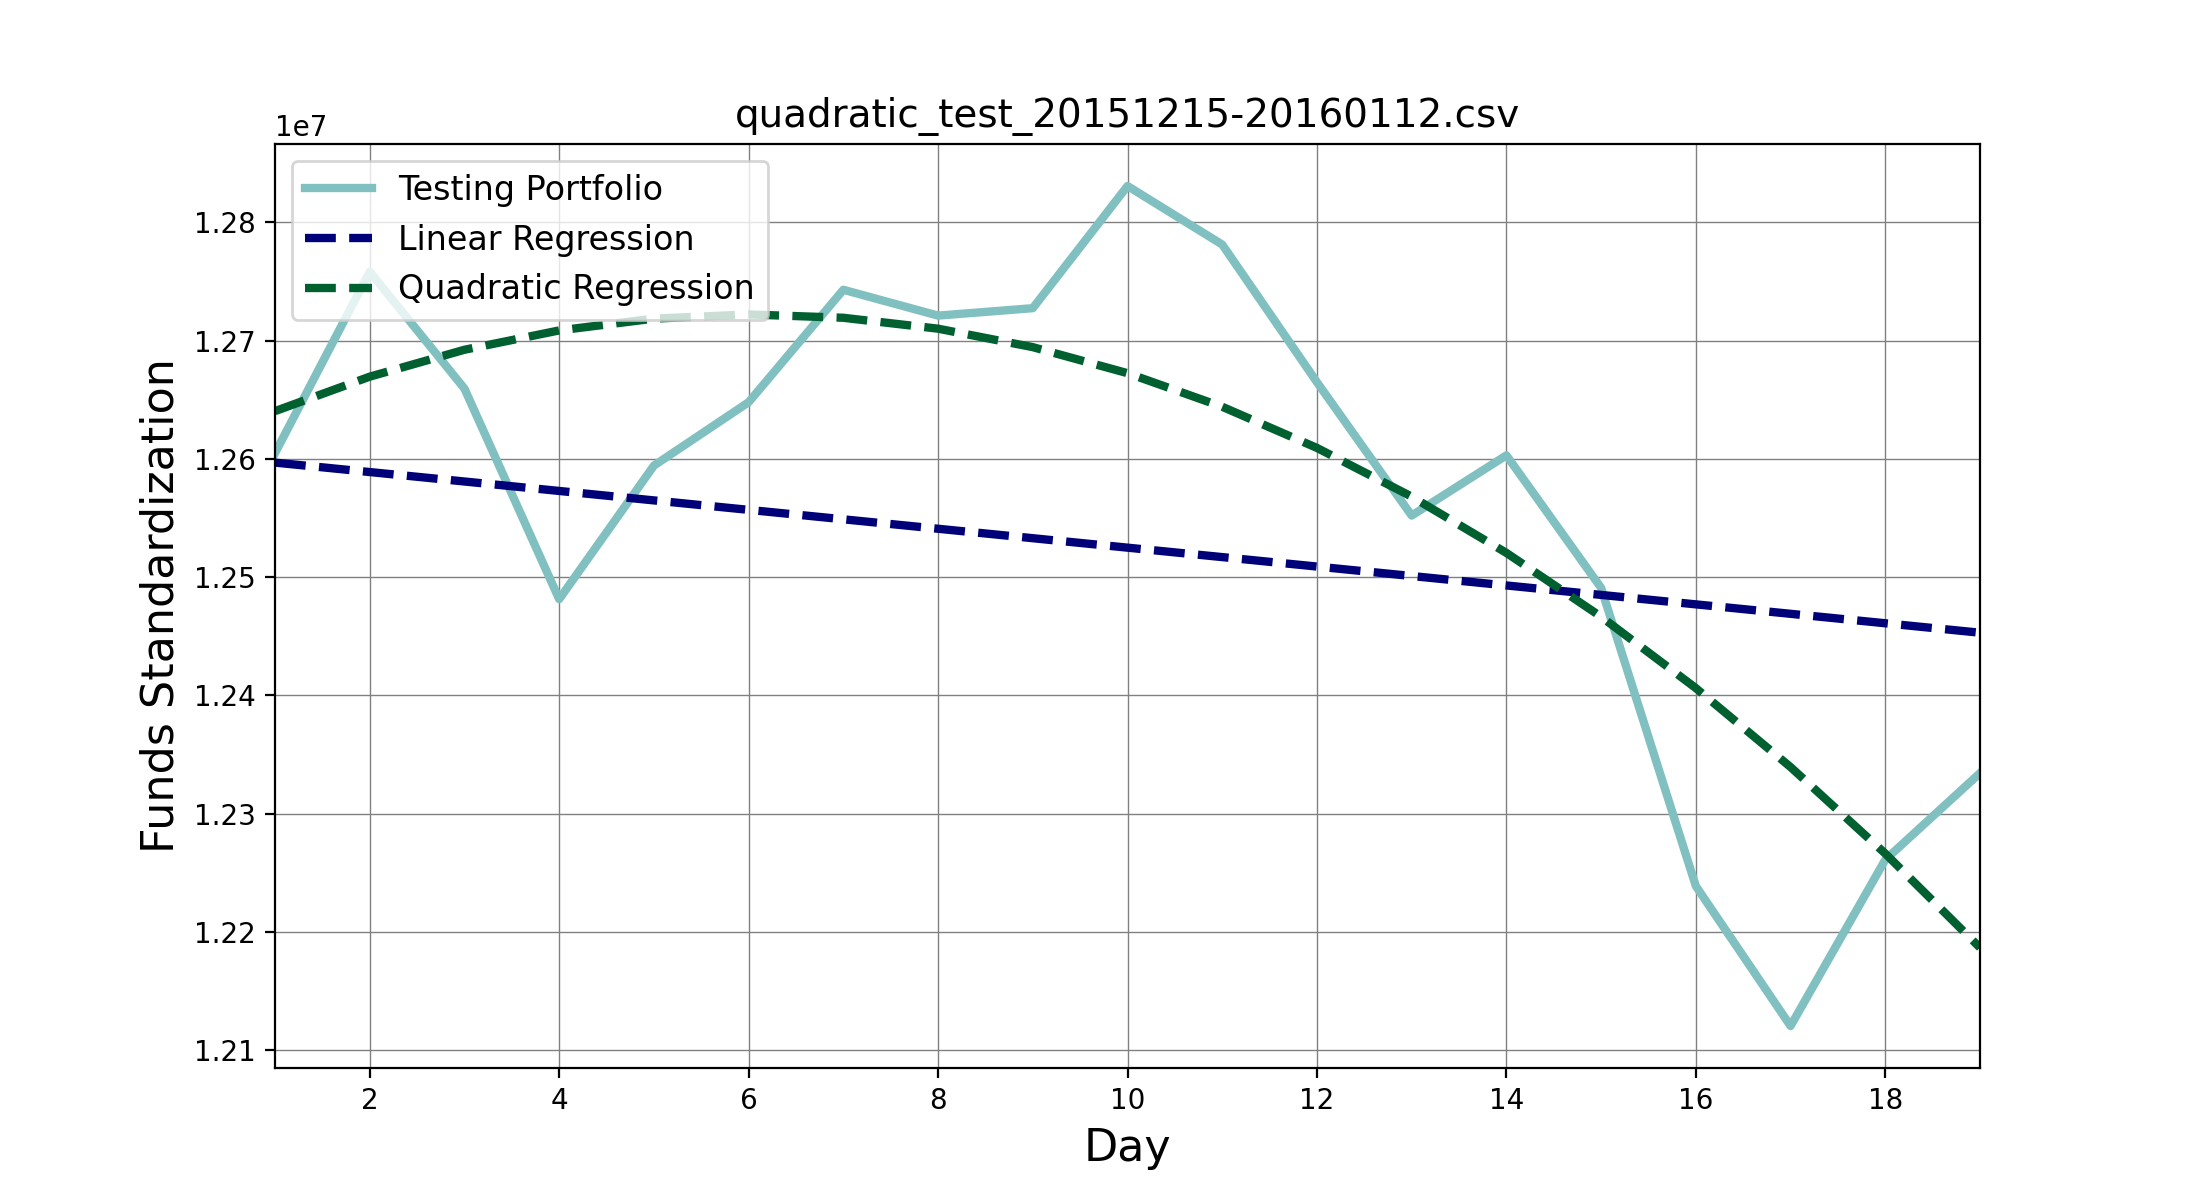 quadratic_test_20151215-20160112.csv
1e7
Testing Portfolio
Linear Regression
Quadratic Regression
Funds Standardization
1.28
1.27
1.26
1.25
1.24
1.23
1.22
1.21
2 4 6 8 10 12 14 16 18
Day